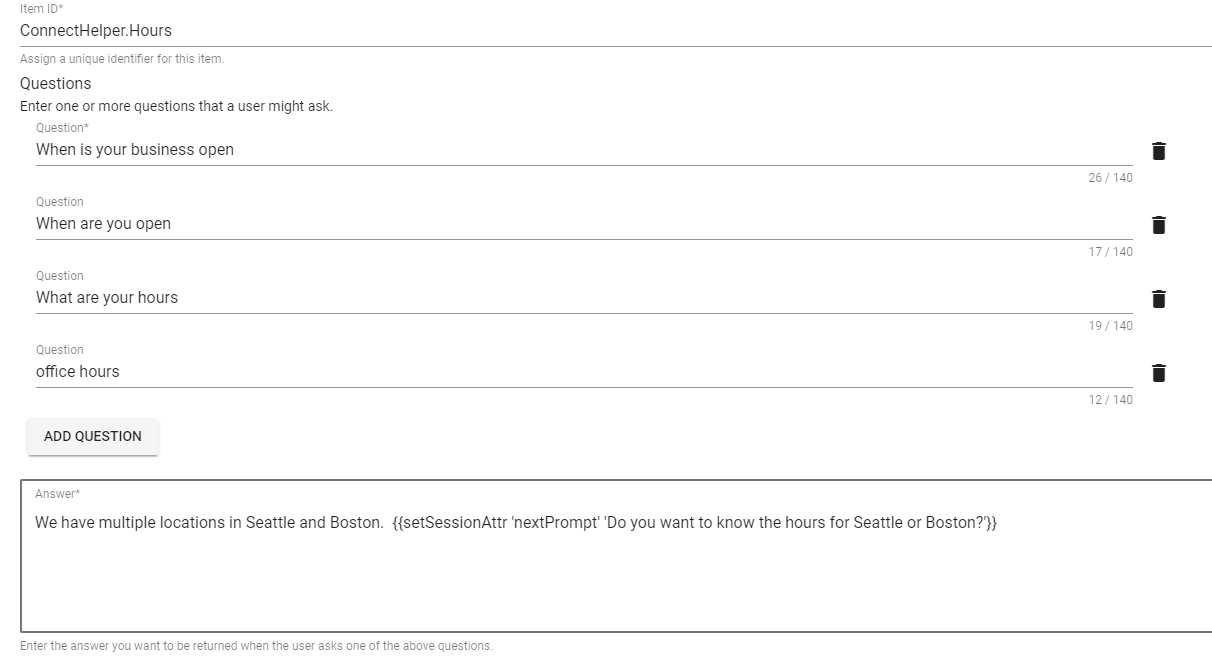 Item ID*
ConnectHelper.Hours
Assign a unique identifier for this item.
Questions
Enter one or more questions that a user might ask.
Question*
When is your business open
26 / 140
Question
When are you open
17 / 140
Question
What are your hours
19 / 140
Question
office hours
12 / 140
ADD QUESTION
Answer*
We have multiple locations in Seattle and Boston.  {{setSessionAttr 'nextPrompt' 'Do you want to know the hours for Seattle or Boston?'}}
Enter the answer you want to be returned when the user asks one of the above questions.